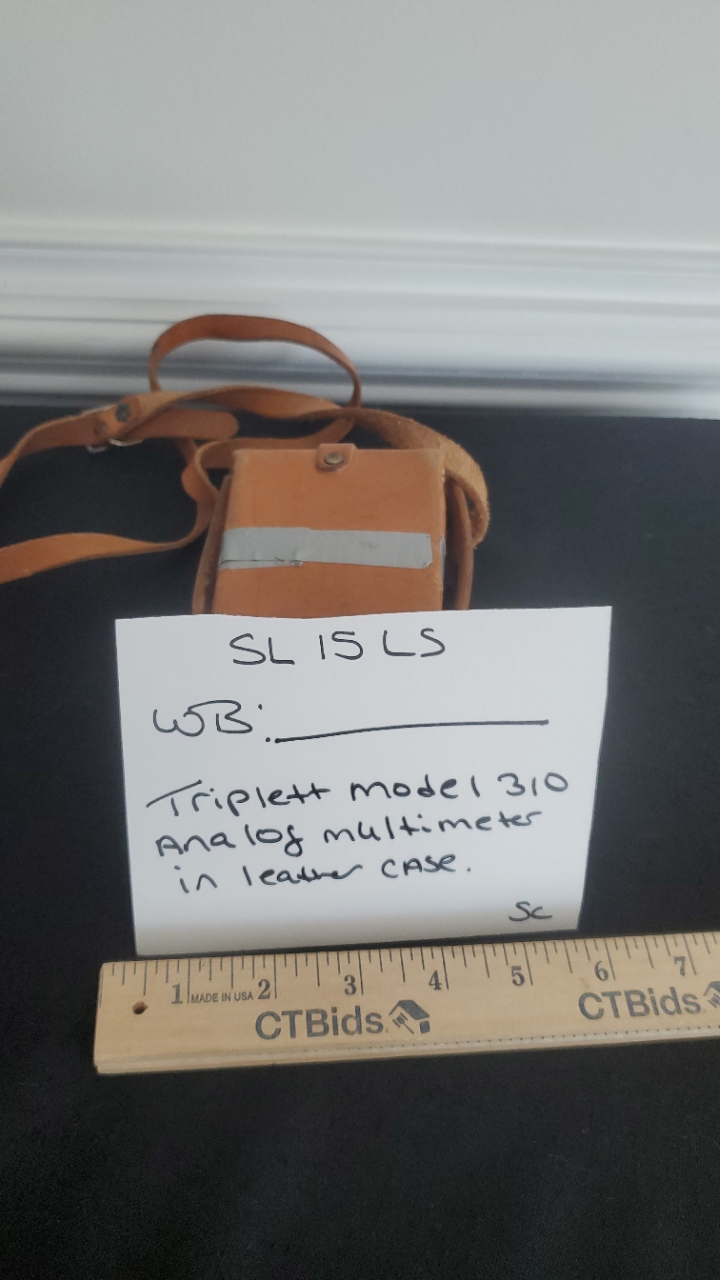 SL 15 LS
WB: ____________
Triplett model 310
Analog multimeter
in leather case.
Sc
1 MADE IN USA 2 3 4 5 6 7
CTBids. CTBids.